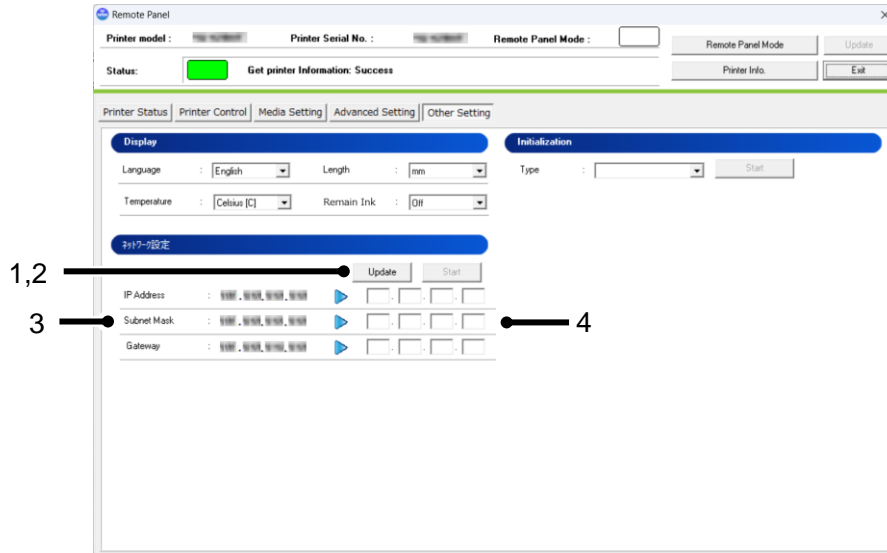 Remote Panel
Printer model : Printer Serial No. : Remote Panel Mode :
Remote Panel Mode Update
Status: Get printer Information: Success
Printer Info. Exit
Printer Status Printer Control Media Setting Advanced Setting Other Setting
Display Initialization
Language : English Length : mm Type : Start
Temperature : Celsius [C] Remain Ink : Off
ﾈｯﾄﾜｰｸ設定
1,2 Update Start
IP Address : . . . . . .
3 Subnet Mask : . . . . . . 4
Gateway : . . . . . .